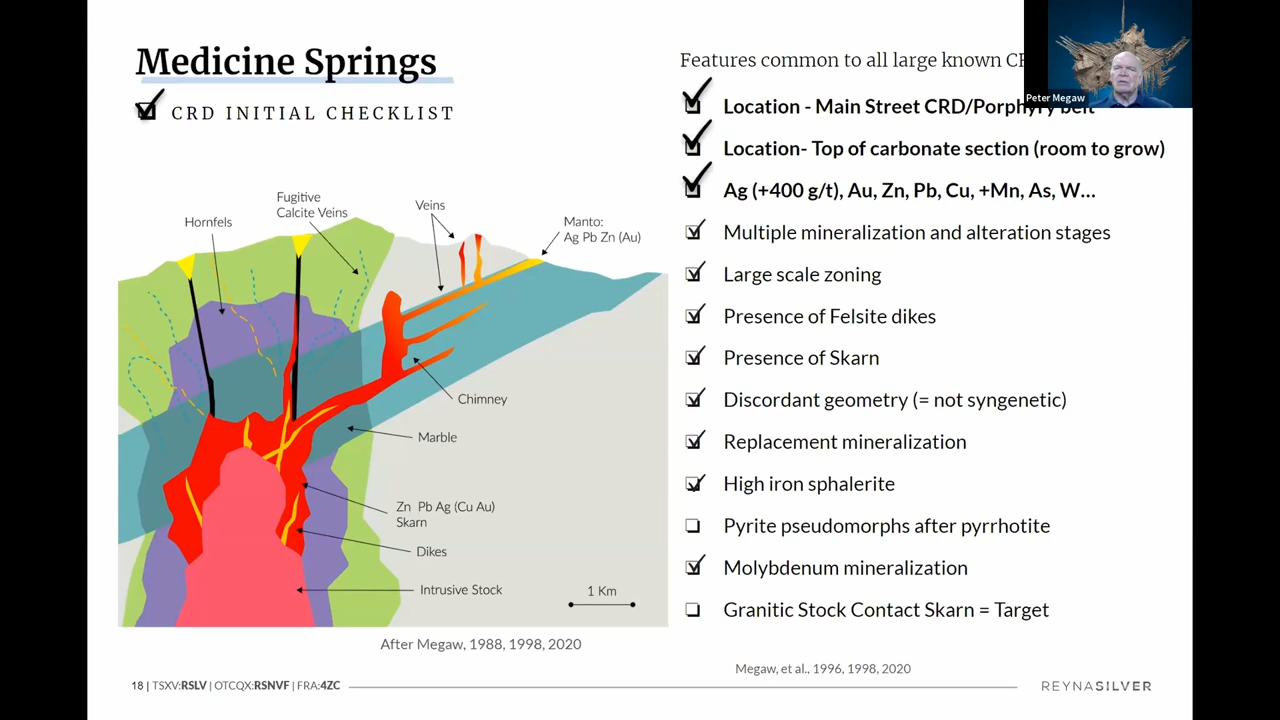 Medicine Springs
CRD INITIAL CHECKLIST
Features common to all large known
Peter Megaw
Location - Main Street CRD/Porphyry belt
Location- Top of carbonate section (room to grow)
Ag (+400 g/t), Au, Zn, Pb, Cu, +Mn, As, W...
Multiple mineralization and alteration stages
Large scale zoning
Presence of Felsite dikes
Presence of Skarn
Discordant geometry (= not syngenetic)
Replacement mineralization
High iron sphalerite
Pyrite pseudomorphs after pyrrhotite
Molybdenum mineralization
Granitic Stock Contact Skarn = Target
Hornfels
Fugitive
Calcite Veins
Veins
Manto:
Ag Pb Zn (Au)
Chimney
Marble
Zn Pb Ag (Cu Au)
Skarn
Dikes
Intrusive Stock
1 Km
After Megaw, 1988, 1998, 2020
Megaw, et al., 1996, 1998, 2020
18 | TSXV:RSLV | OTCQX:RSNVF | FRA:4ZC
REYNASILVER